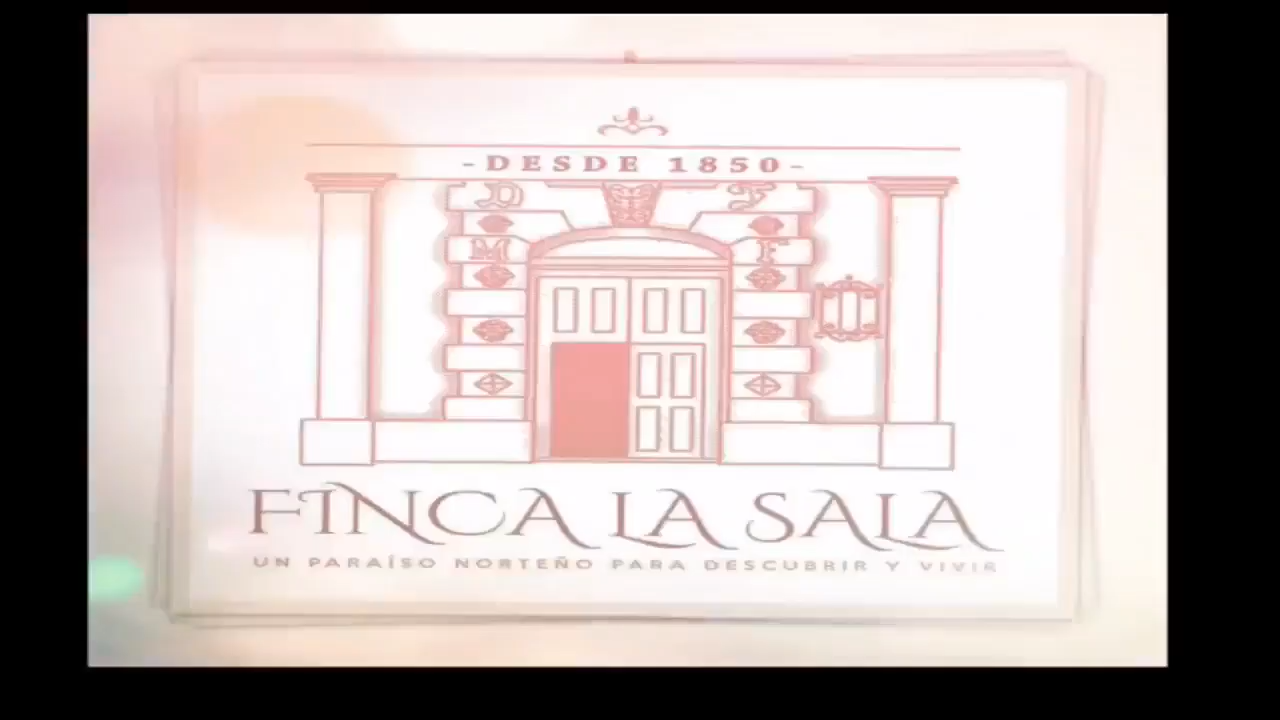 -DESDE 1850-
D F
M F
FINCA LA SALA
UN PARAÍSO NORTEÑO PARA DESCUBRIR Y VIVIR